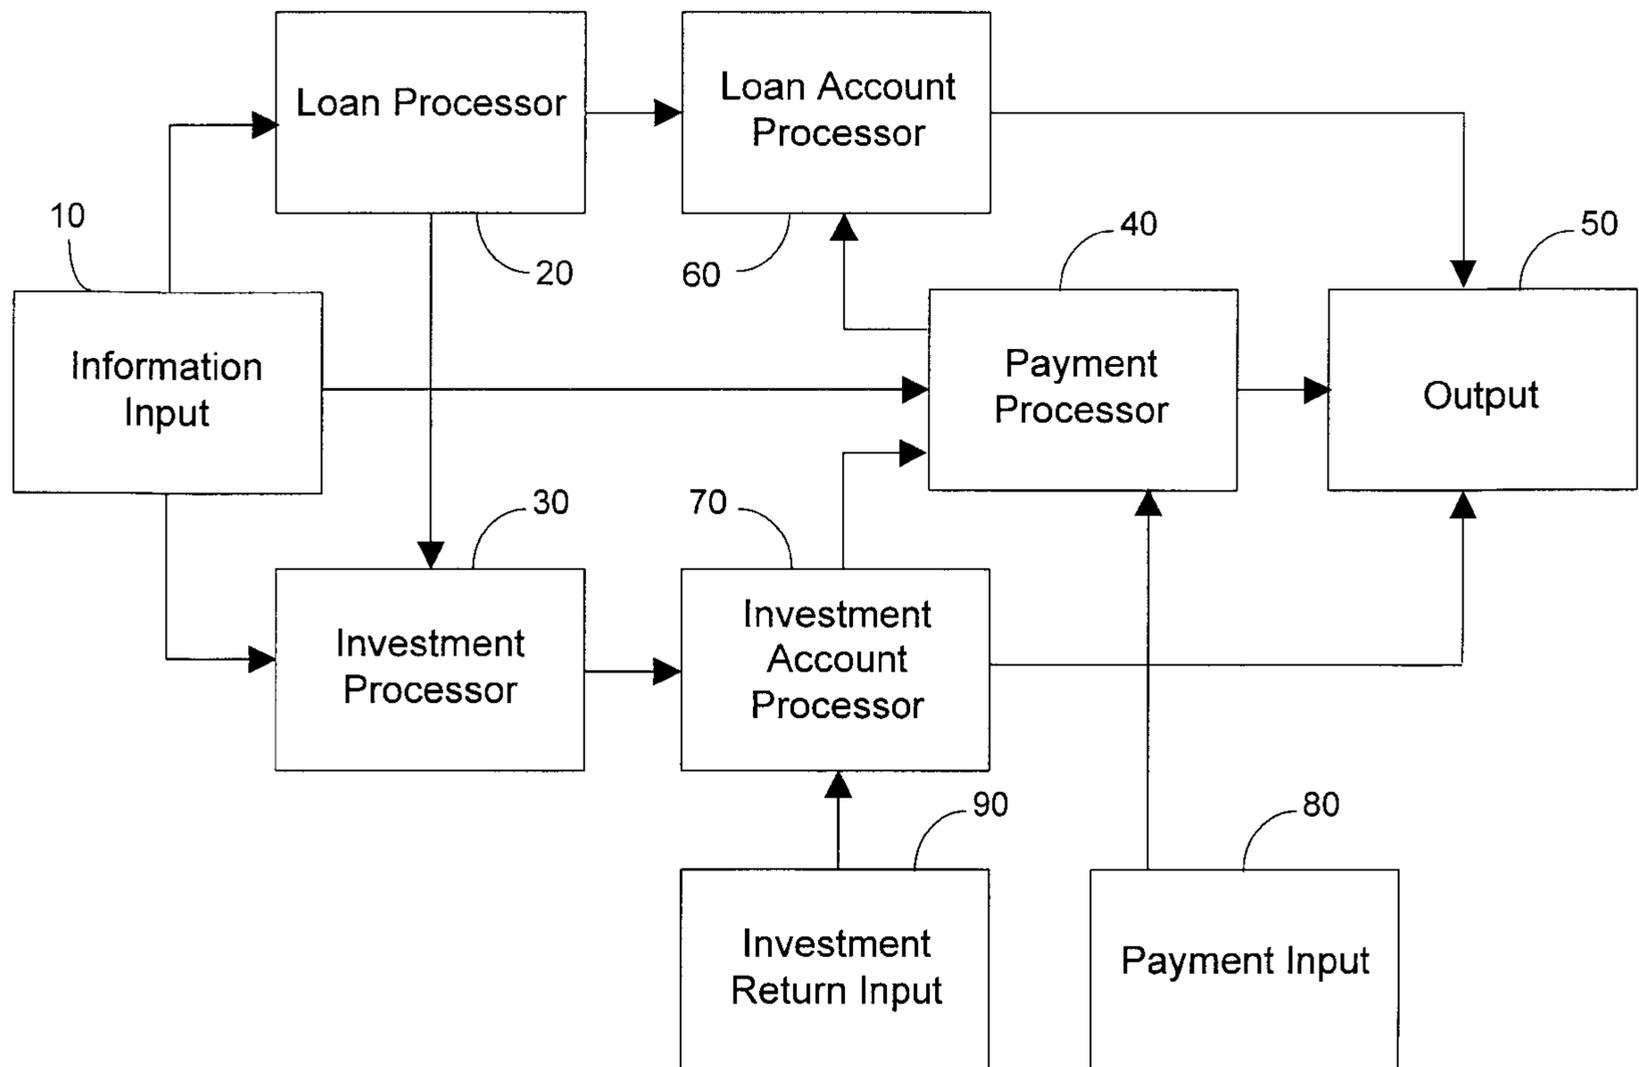 Loan Processor
Loan Account
Processor
10
20
60
40
50
Information
Input
Payment
Processor
Output
30
70
Investment
Processor
Investment
Account
Processor
90
80
Investment
Return Input
Payment Input